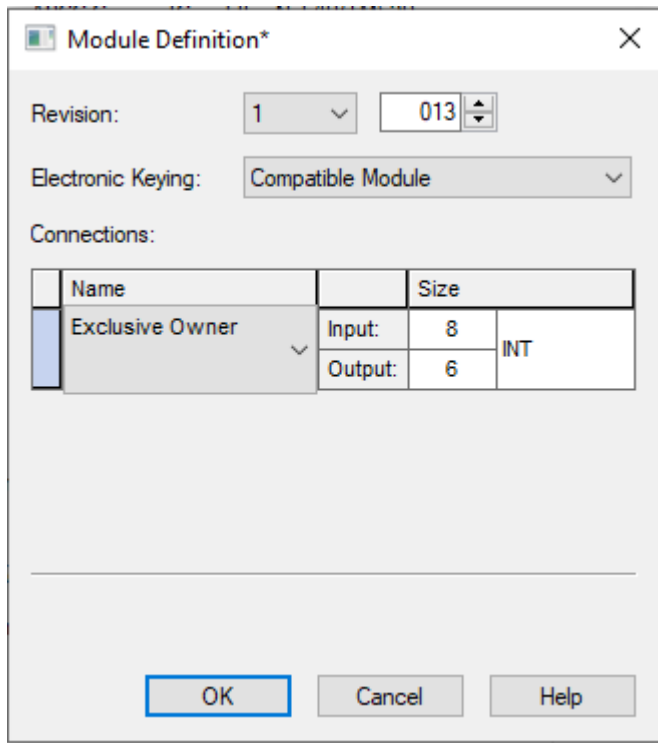 Module Definition*
Revision: 1 013
Electronic Keying: Compatible Module
Connections:
Name Size
Exclusive Owner Input: 8 INT
Output: 6
OK Cancel Help